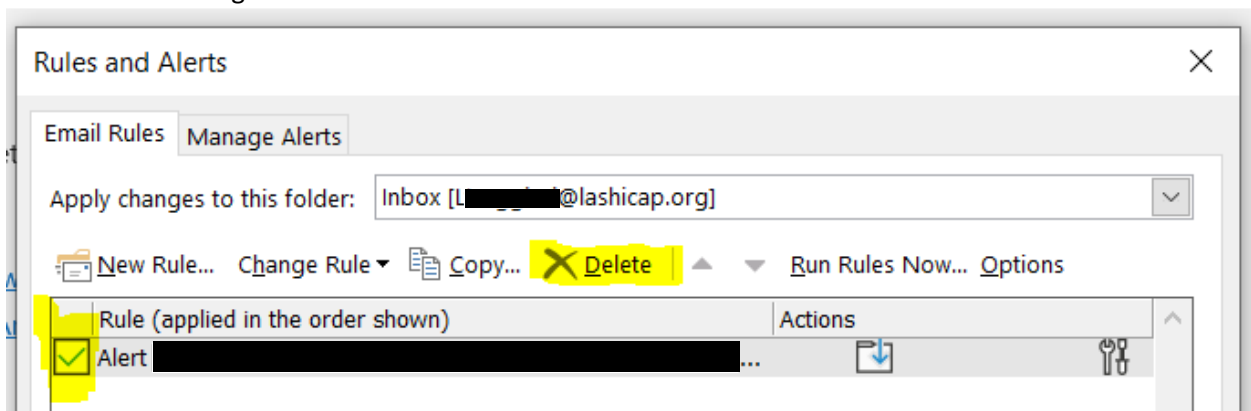 Rules and Alerts
Email Rules Manage Alerts
Apply changes to this folder: Inbox [L @lashicap.org]
New Rule... Change Rule Copy... Delete Run Rules Now... Options
Rule (applied in the order shown) Actions
Alert ...